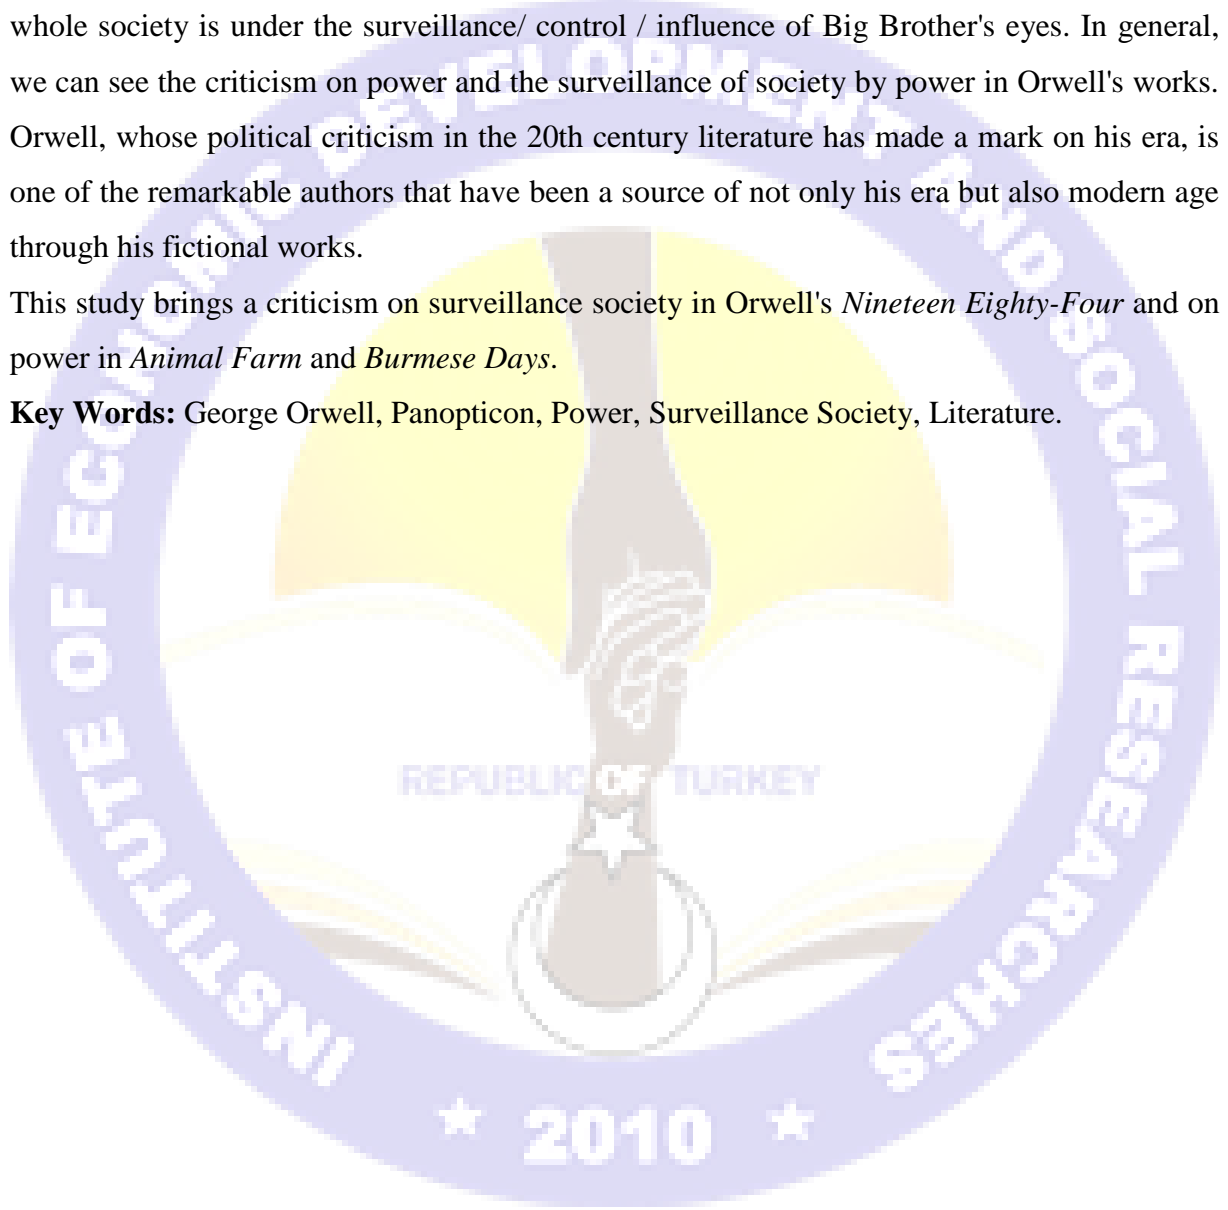 whole society is under the surveillance/ control / influence of Big Brother's eyes. In general,
we can see the criticism on power and the surveillance of society by power in Orwell's works.
Orwell, whose political criticism in the 20th century literature has made a mark on his era, is
one of the remarkable authors that have been a source of not only his era but also modern age
through his fictional works.
This study brings a criticism on surveillance society in Orwell's Nineteen Eighty-Four and on
power in Animal Farm and Burmese Days.
Key Words: George Orwell, Panopticon, Power, Surveillance Society, Literature.
INSTITUTE OF ECONOMIC DEVELOPMENT AND SOCIAL RESEARCHES
REPUBLIC OF TURKEY
★ 2010 ★